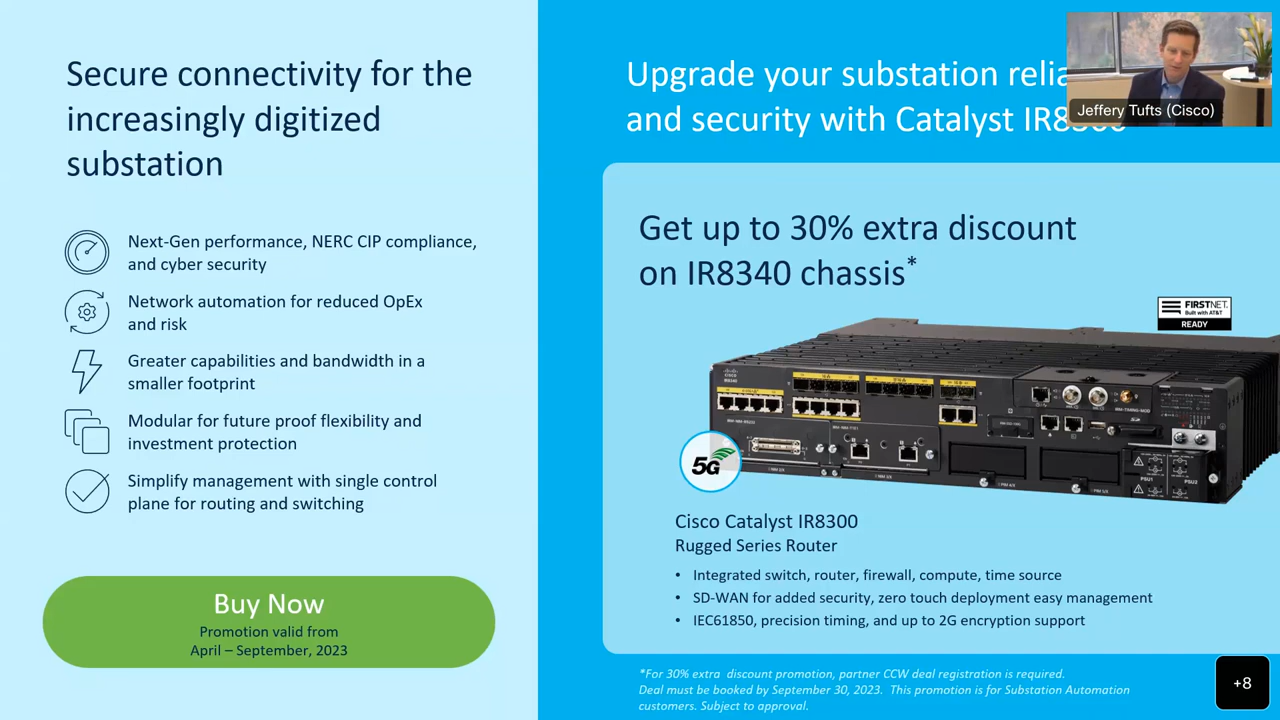 Secure connectivity for the
increasingly digitized
substation
Next-Gen performance, NERC CIP compliance,
and cyber security
Network automation for reduced OpEx
and risk
Greater capabilities and bandwidth in a
smaller footprint
Modular for future proof flexibility and
investment protection
Simplify management with single control
plane for routing and switching
Buy Now
Promotion valid from
April – September, 2023
Upgrade your substation relia
and security with Catalyst IR8300
Jeffery Tufts (Cisco)
Get up to 30% extra discount
on IR8340 chassis*
FIRSTNET.
Built with AT&T
READY
CISCO
IR8340
PSU1
PSU2
5G
Cisco Catalyst IR8300
Rugged Series Router
• Integrated switch, router, firewall, compute, time source
• SD-WAN for added security, zero touch deployment easy management
• IEC61850, precision timing, and up to 2G encryption support
*For 30% extra discount promotion, partner CCW deal registration is required.
Deal must be booked by September 30, 2023. This promotion is for Substation Automation
customers. Subject to approval.
+8